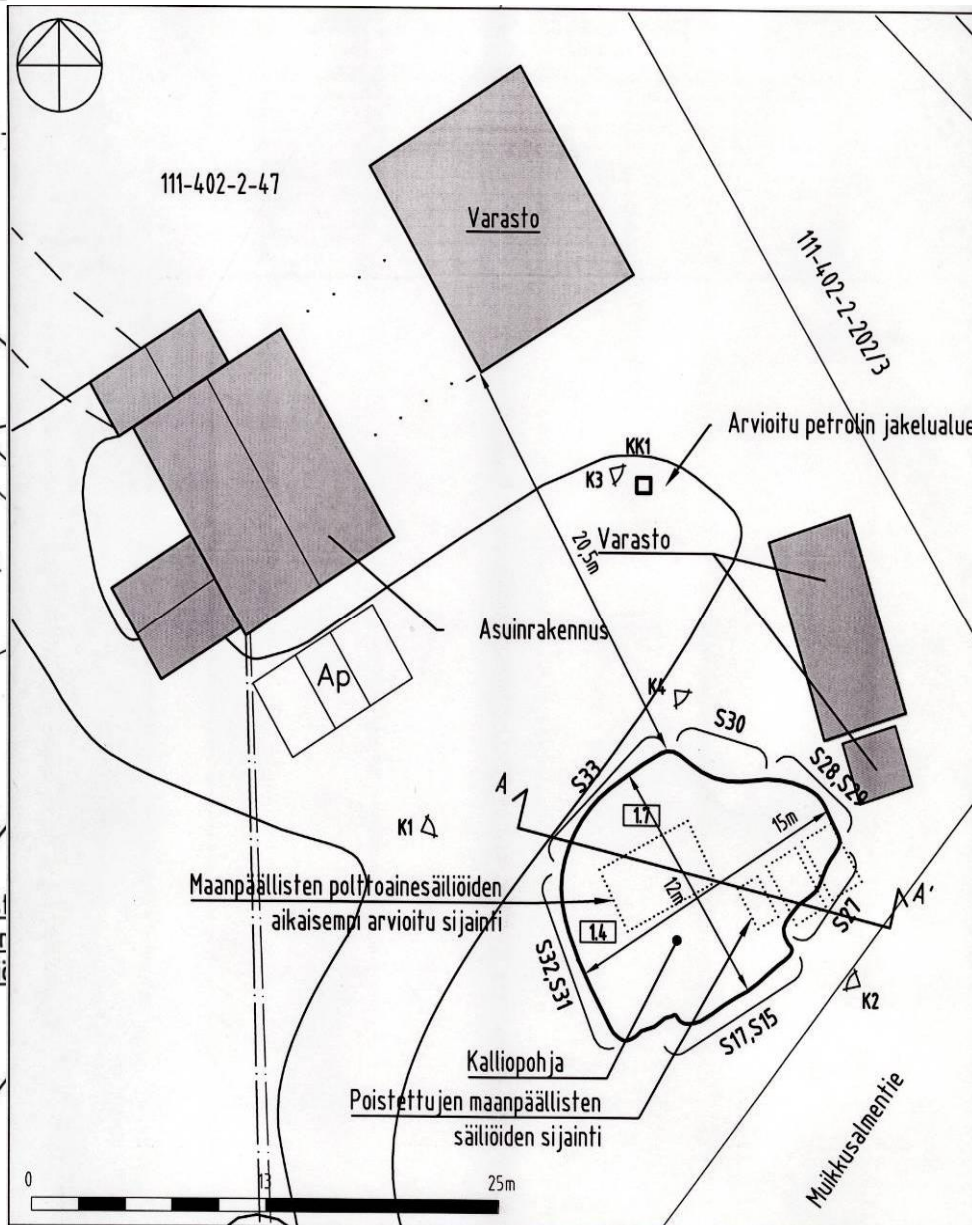 111-402-2-47
Varasto
111-402-2-202/3
Arvioitu petrolin jakelualue
KK1
K3
20,5m
Varasto
Asuinrakennus
Ap
K4
S30
S33
S28,S29
A
1.7
15m
K1
Maanpäällisten polttoainesäiliöiden
aikaisempi arvioitu sijainti
12m
A'
S27
1.4
S32,S31
K2
S17,S15
Kalliopohja
Poistettujen maanpäällisten
säiliöiden sijainti
Muikkusalmentie
0
13
25m